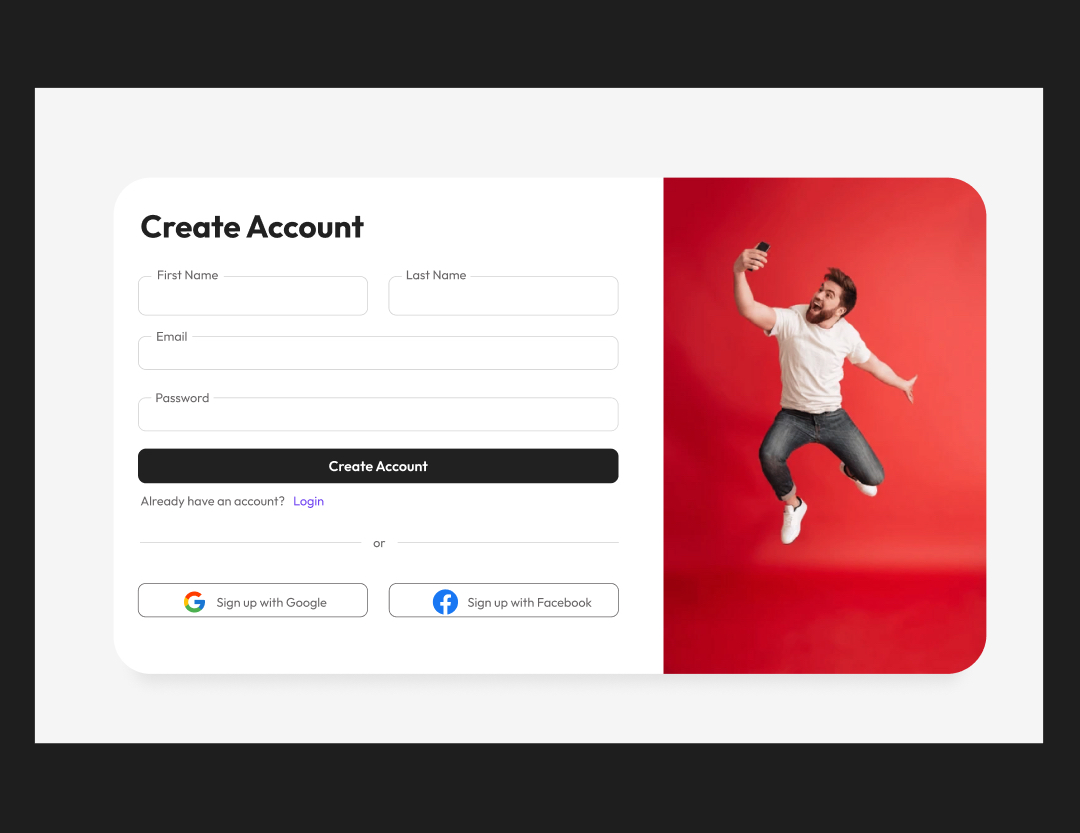 Create Account
First Name Last Name
Email
Password
Create Account
Already have an account? Login
or
Sign up with Google Sign up with Facebook